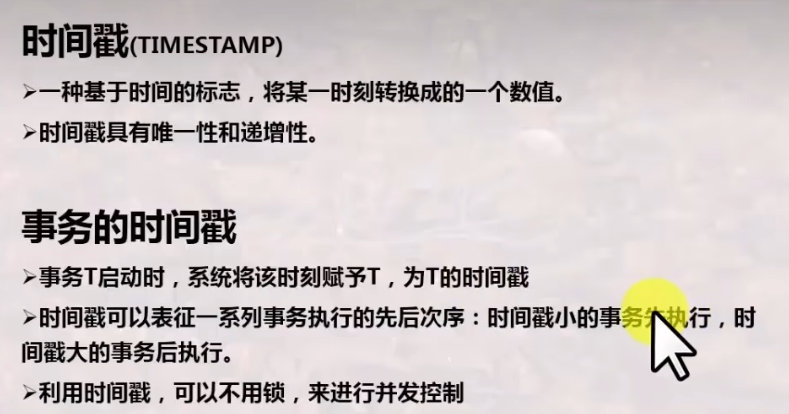 时间戳(TIMESTAMP)
➢一种基于时间的标志，将某一时刻转换成的一个数值。
➢时间戳具有唯一性和递增性。
事务的时间戳
➢事务T启动时，系统将该时刻赋予T，为T的时间戳
➢时间戳可以表征一系列事务执行的先后次序：时间戳小的事务先执行，时
间戳大的事务后执行。
➢利用时间戳，可以不用锁，来进行并发控制